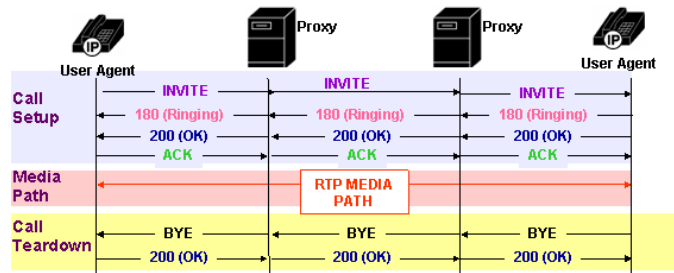 IP
Proxy
Proxy
IP
User Agent
User Agent
Call
Setup
INVITE
INVITE
INVITE
180 (Ringing)
180 (Ringing)
180 (Ringing)
200 (OK)
200 (OK)
200 (OK)
ACK
ACK
ACK
Media
Path
RTP MEDIA
PATH
Call
Teardown
BYE
BYE
BYE
200 (OK)
200 (OK)
200 (OK)